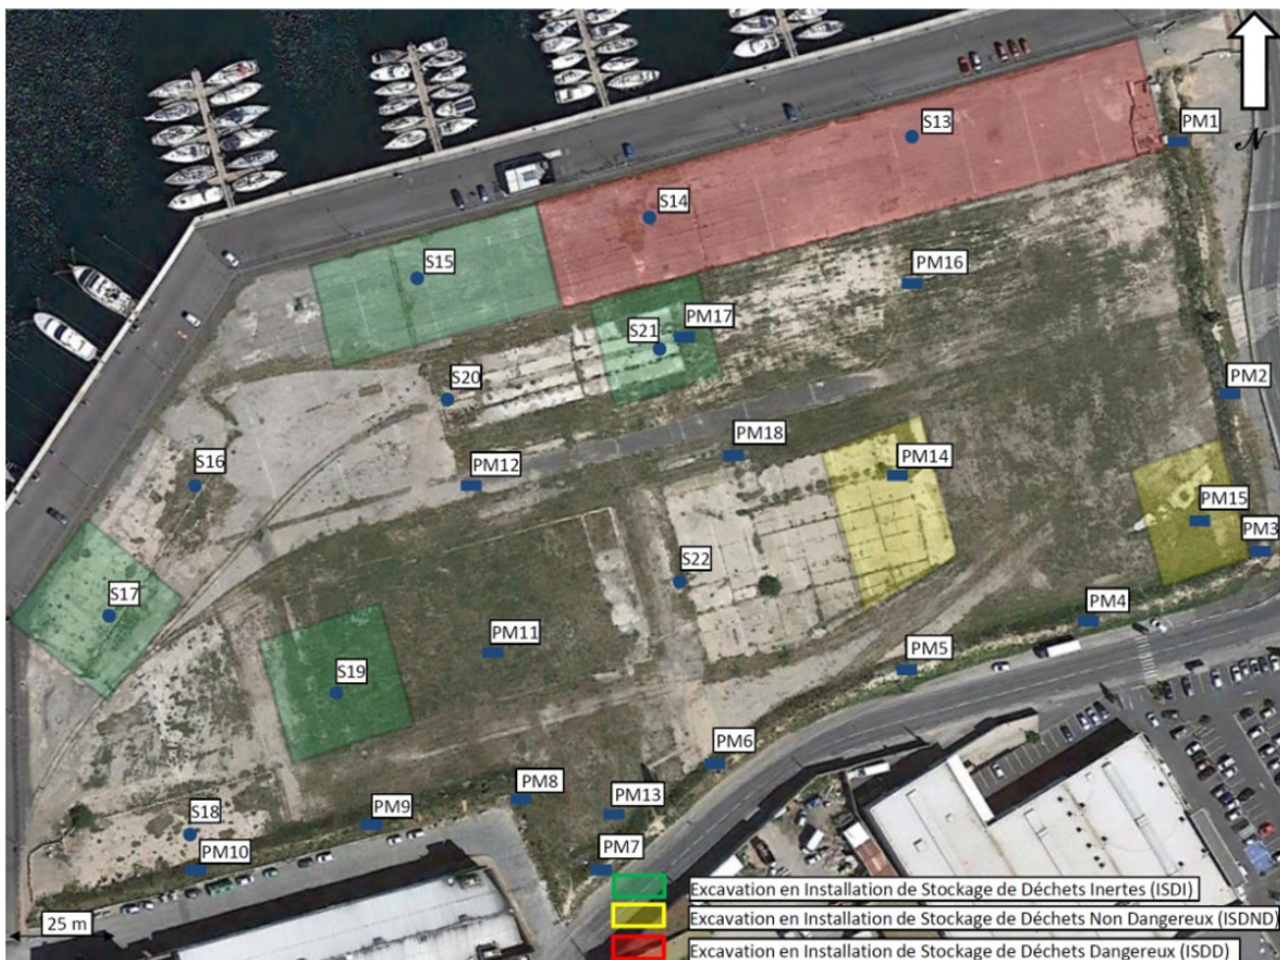 S13
PM1
N
S14
S15
PM16
PM17
S21
S20
PM2
PM18
S16
PM12
PM14
PM15
PM3
S22
S17
PM4
PM11
PM5
S19
PM6
PM8
PM13
PM9
S18
PM10
PM7
Excavation en Installation de Stockage de Déchets Inertes (ISDI)
25 m
Excavation en Installation de Stockage de Déchets Non Dangereux (ISDND)
Excavation en Installation de Stockage de Déchets Dangereux (ISDD)